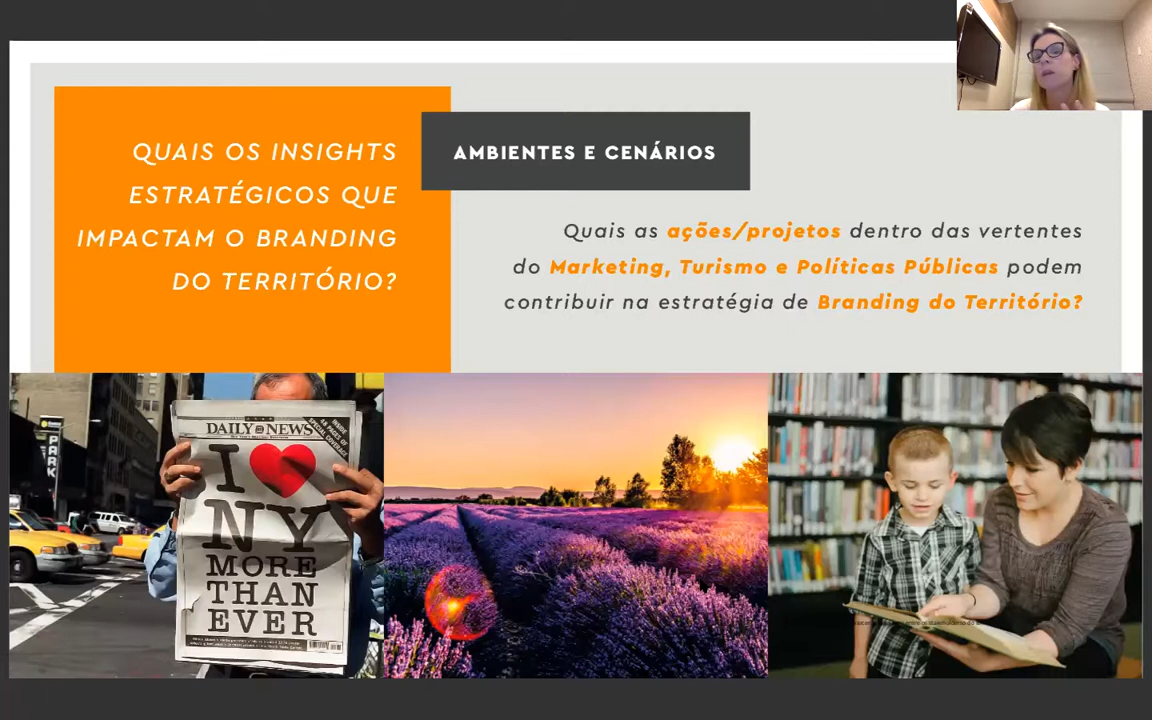 QUAIS OS INSIGHTS
ESTRATÉGICOS QUE
IMPACTAM O BRANDING
DO TERRITÓRIO?
AMBIENTES E CENÁRIOS
Quais as ações/projetos dentro das vertentes
do Marketing, Turismo e Políticas Públicas podem
contribuir na estratégia de Branding do Território?
PARK
DAILY NEWS
I ❤ NY
MORE
THAN
EVER